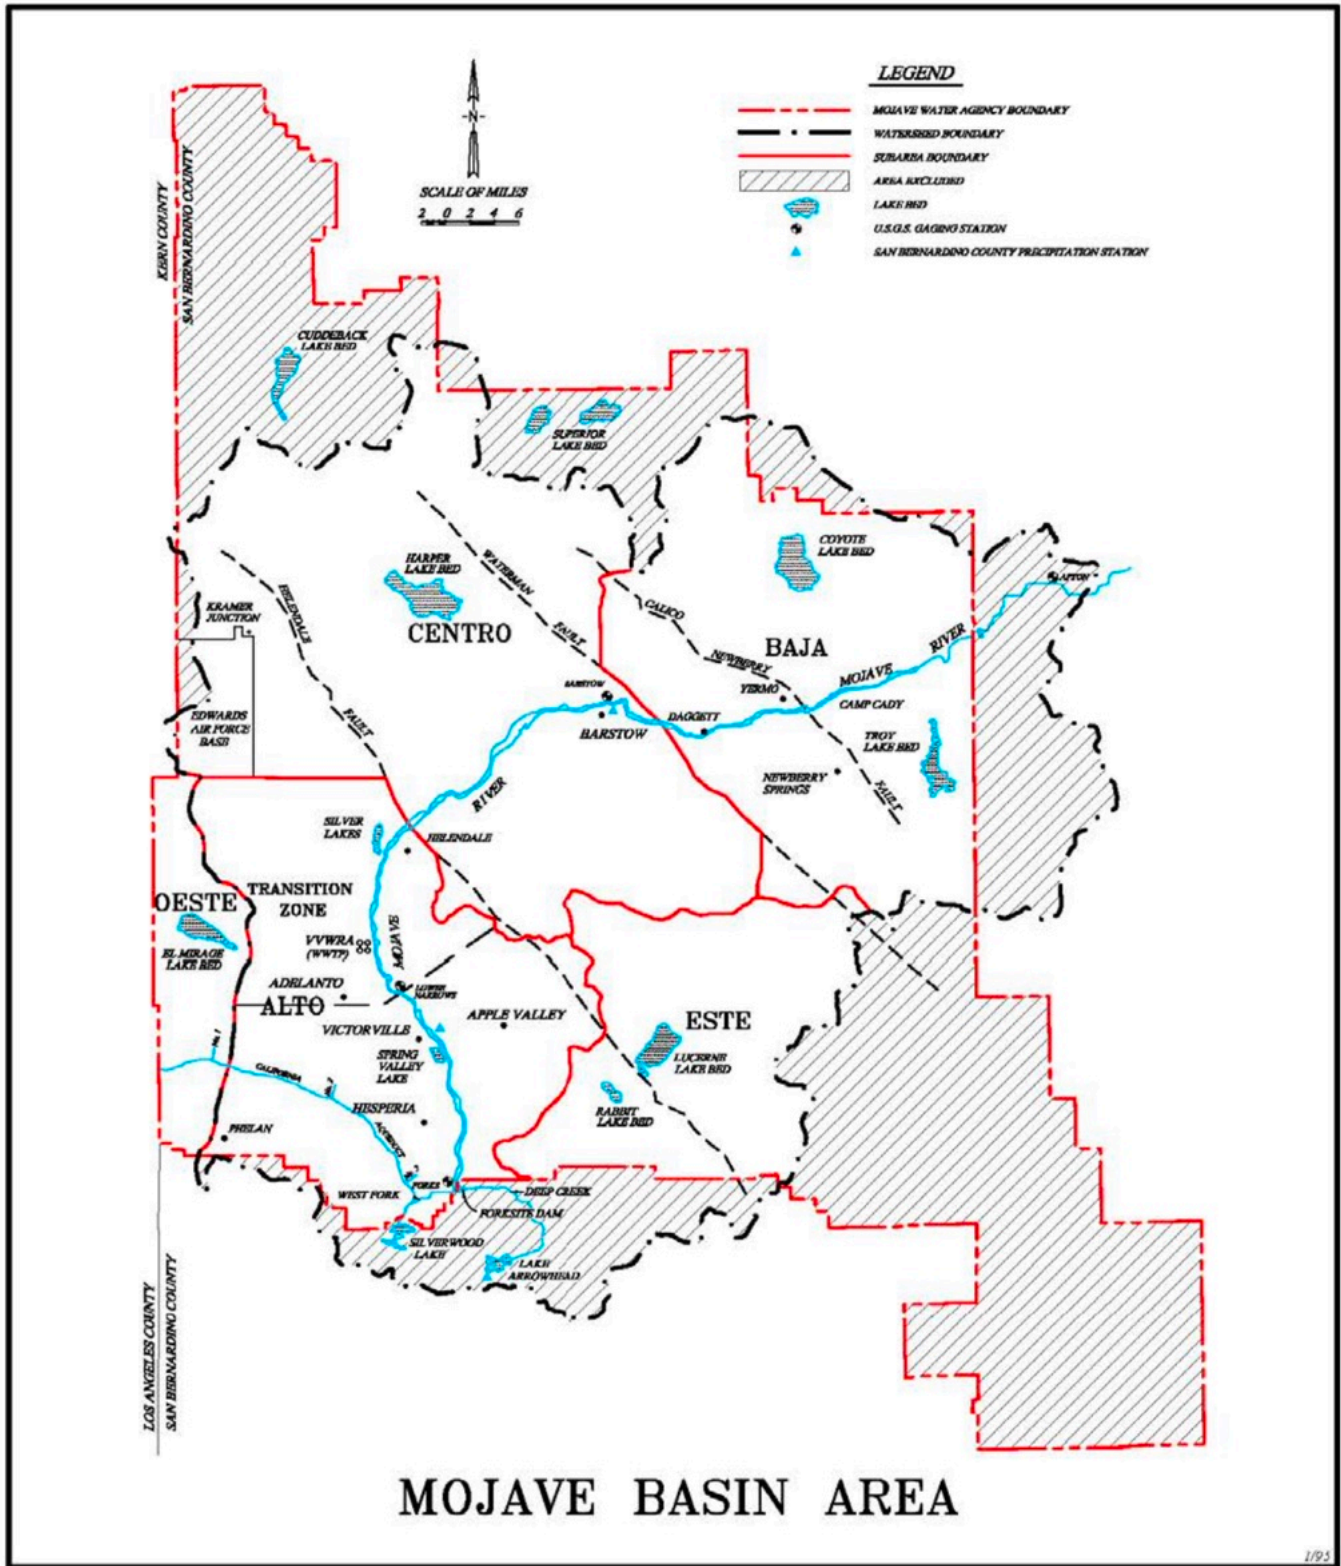 LEGEND
MOJAVE WATER AGENCY BOUNDARY
WATERSHED BOUNDARY
SUBAREA BOUNDARY
AREA EXCLUDED
LAKE BED
U.S.G.S. GAGING STATION
SAN BERNARDINO COUNTY PRECIPITATION STATION
-N-
SCALE OF MILES
2 0 2 4 6
KERN COUNTY
SAN BERNARDINO COUNTY
CUDDEBACK
LAKE BED
SUPERIOR
LAKE BED
COYOTE
LAKE BED
HARPER
LAKE BED
WATERMAN
FAULT
CENTRO
HELENDALE
FAULT
KRAMER
JUNCTION
EDWARDS
AIR FORCE
BASE
CALICO
NEWBERRY
FAULT
BAJA
AFTON
MOJAVE
RIVER
YERMO
CAMP CADY
BARSTOW
BARSTOW
DAGGETT
TROY
LAKE BED
NEWBERRY
SPRINGS
RIVER
SILVER
LAKES
HELENDALE
OESTE
TRANSITION
ZONE
EL MIRAGE
LAKE BED
VVWRA
(WWTP)
MOJAVE
LOWER
NARROWS
ADELANTO
ALTO
VICTORVILLE
APPLE VALLEY
SPRING
VALLEY
LAKE
ESTE
LUCERNE
LAKE BED
RABBIT
LAKE BED
CALIFORNIA
AQUEDUCT
HESPERIA
PHELAN
WEST FORK
FORKS
DEEP CREEK
FORKSITE DAM
SILVERWOOD
LAKE
LAKE
ARROWHEAD
LOS ANGELES COUNTY
SAN BERNARDINO COUNTY
MOJAVE BASIN AREA
1/95